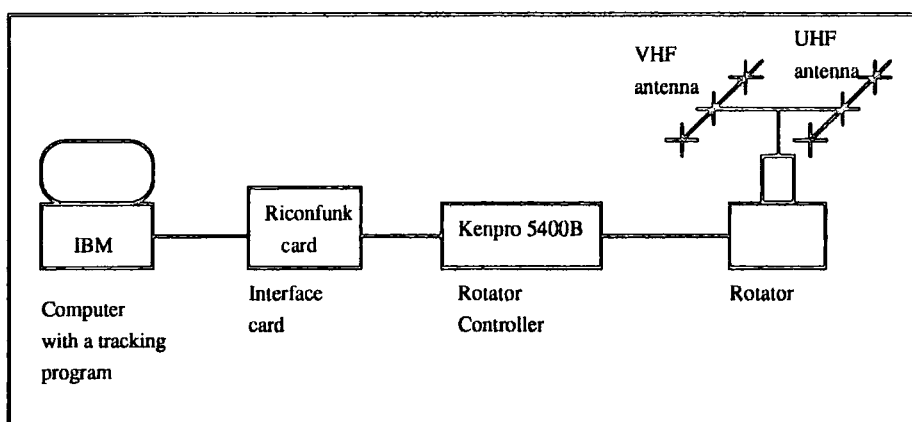 VHF
antenna
UHF
antenna
IBM
Riconfunk
card
Kenpro 5400B
Computer
with a tracking
program
Interface
card
Rotator
Controller
Rotator